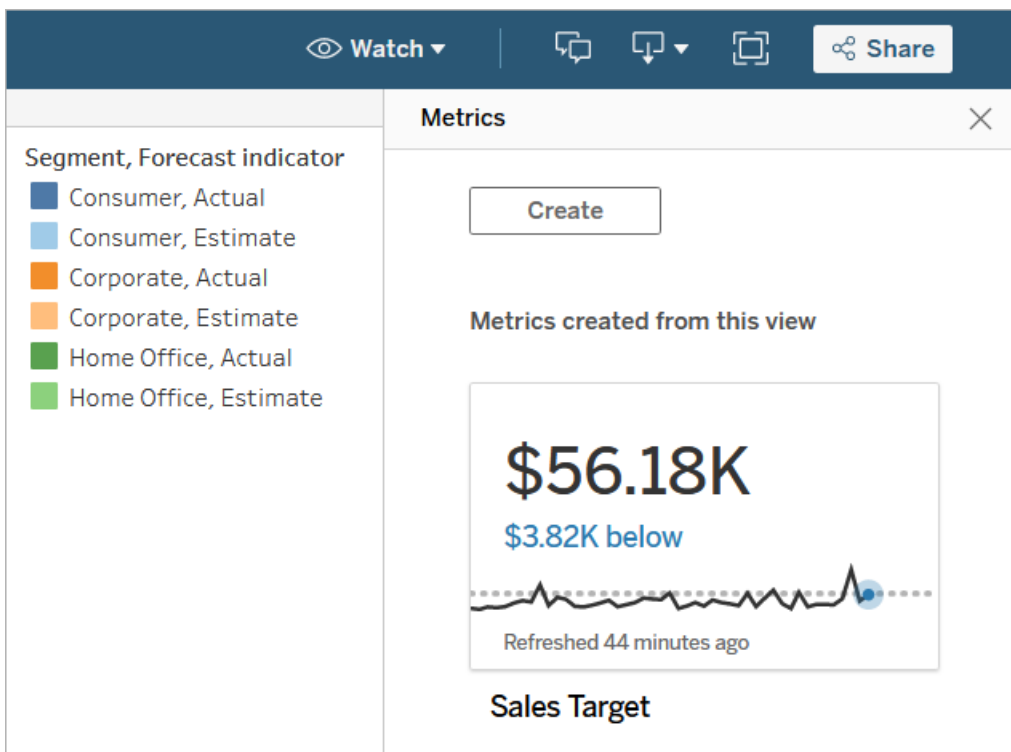 Watch
Share
Metrics
Segment, Forecast indicator
Consumer, Actual
Consumer, Estimate
Corporate, Actual
Corporate, Estimate
Home Office, Actual
Home Office, Estimate
Create
Metrics created from this view
$56.18K
$3.82K below
Refreshed 44 minutes ago
Sales Target